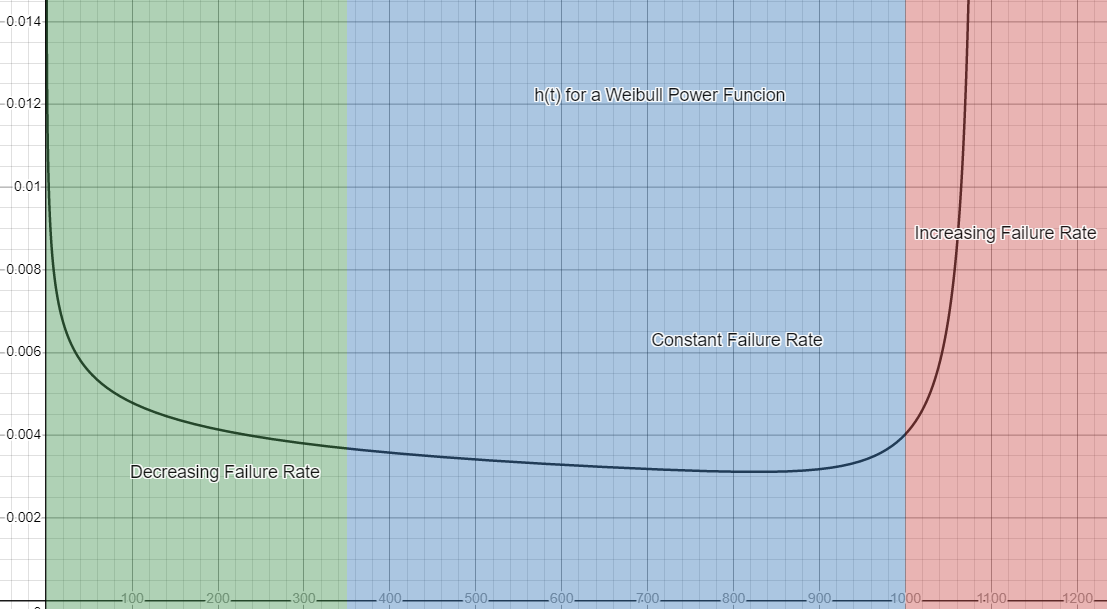 0.014
h(t) for a Weibull Power Funcion
0.012
0.01
Increasing Failure Rate
0.008
0.006
Constant Failure Rate
0.004
Decreasing Failure Rate
0.002
100 200 300 400 500 600 700 800 900 1000 1100 1200